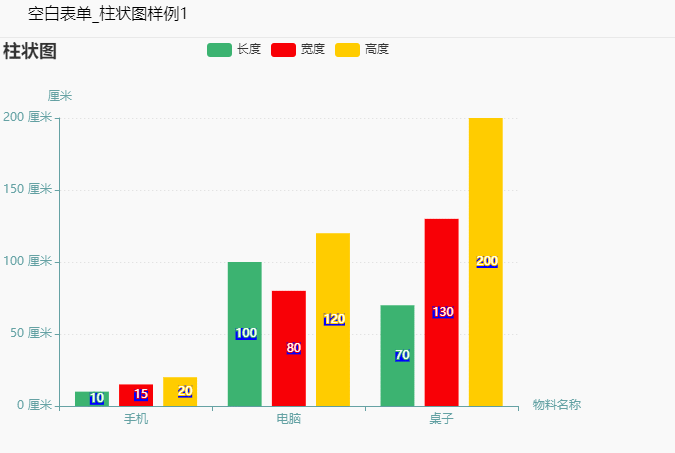 空白表单_柱状图样例1
柱状图
长度 宽度 高度
厘米
200 厘米
150 厘米
100 厘米
50 厘米
0 厘米
10 15 20
100 80 120
70 130 200
手机 电脑 桌子
物料名称